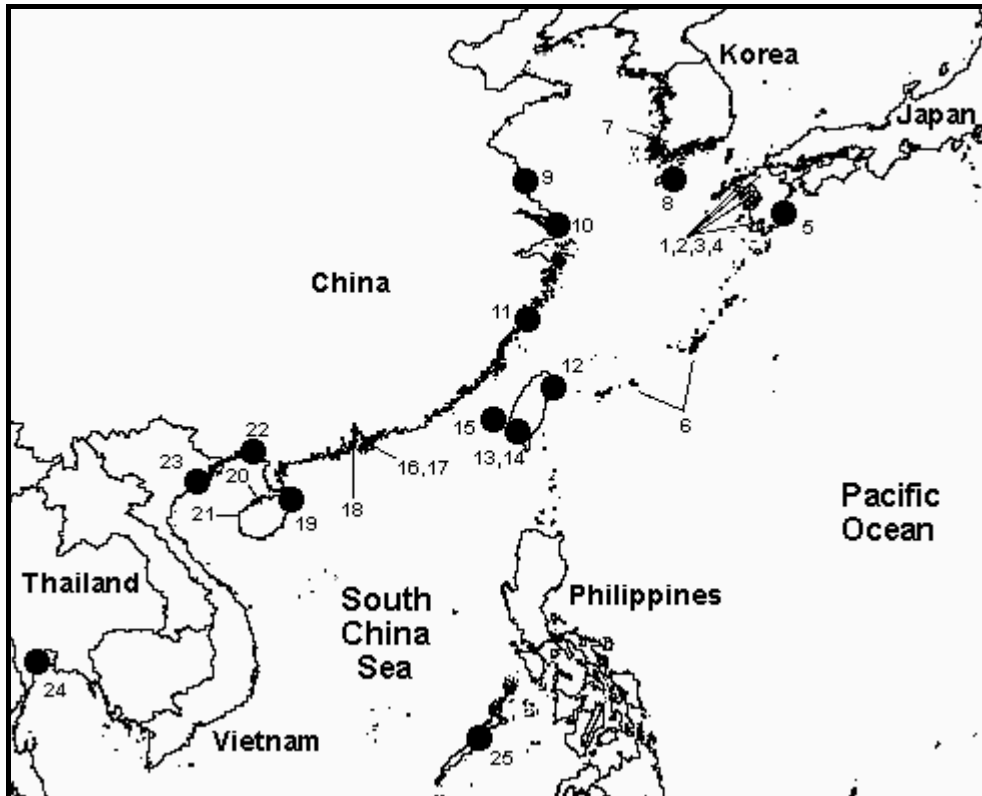 Korea
Japan
7
9
8
10
5
1,2,3,4
China
11
12
6
15
13,14
22
23
20
16,17
21
19
18
Pacific
Ocean
Thailand
South
China
Sea
Philippines
24
Vietnam
25